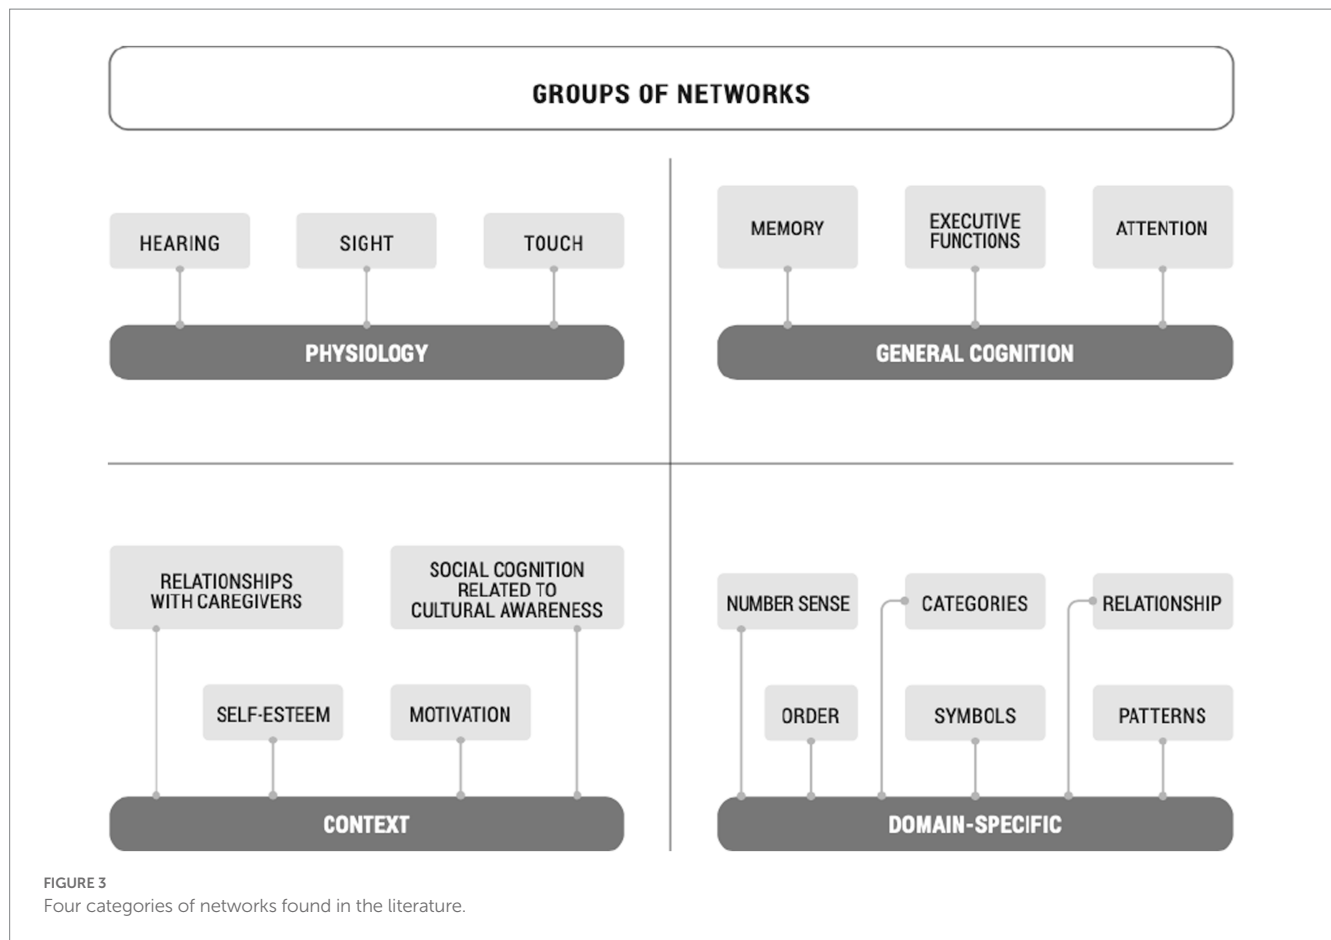 GROUPS OF NETWORKS
HEARING
SIGHT
TOUCH
PHYSIOLOGY
MEMORY
EXECUTIVE
FUNCTIONS
ATTENTION
GENERAL COGNITION
RELATIONSHIPS
WITH CAREGIVERS
SOCIAL COGNITION
RELATED TO
CULTURAL AWARENESS
SELF-ESTEEM
MOTIVATION
CONTEXT
NUMBER SENSE
CATEGORIES
RELATIONSHIP
ORDER
SYMBOLS
PATTERNS
DOMAIN-SPECIFIC
FIGURE 3
Four categories of networks found in the literature.